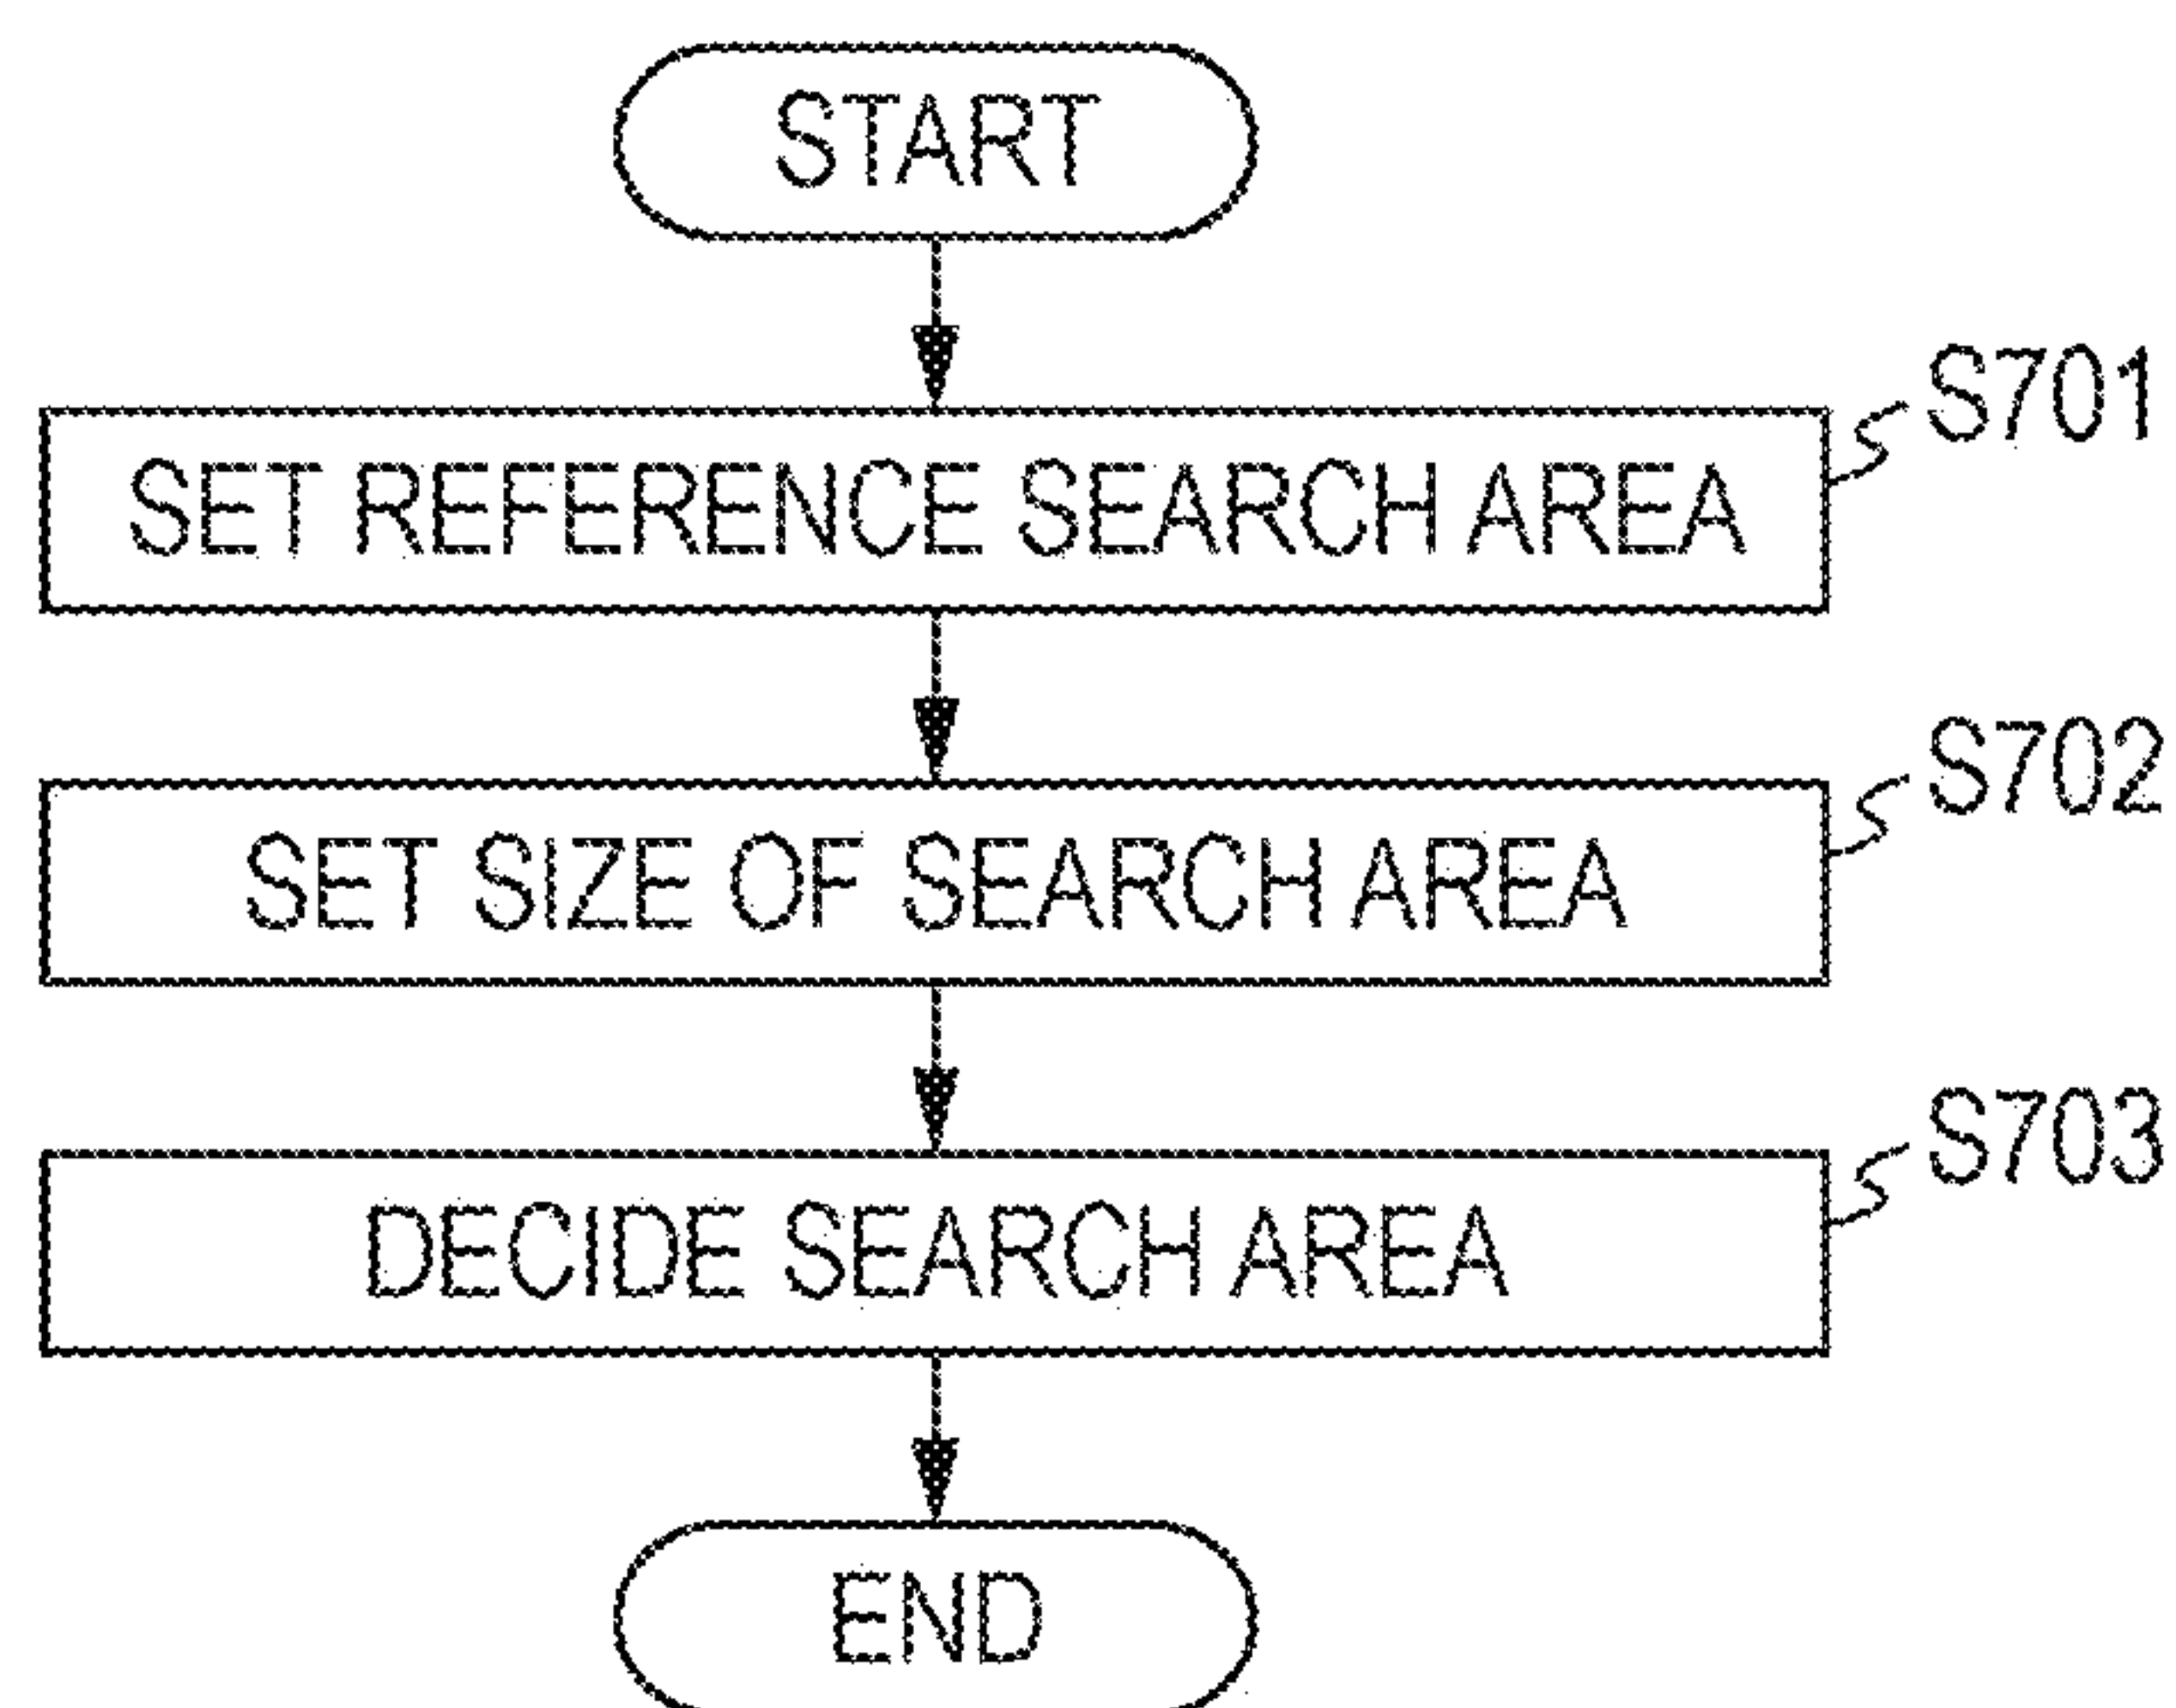 START
S701
SET REFERENCE SEARCH AREA
S702
SET SIZE OF SEARCH AREA
S703
DECIDE SEARCH AREA
END